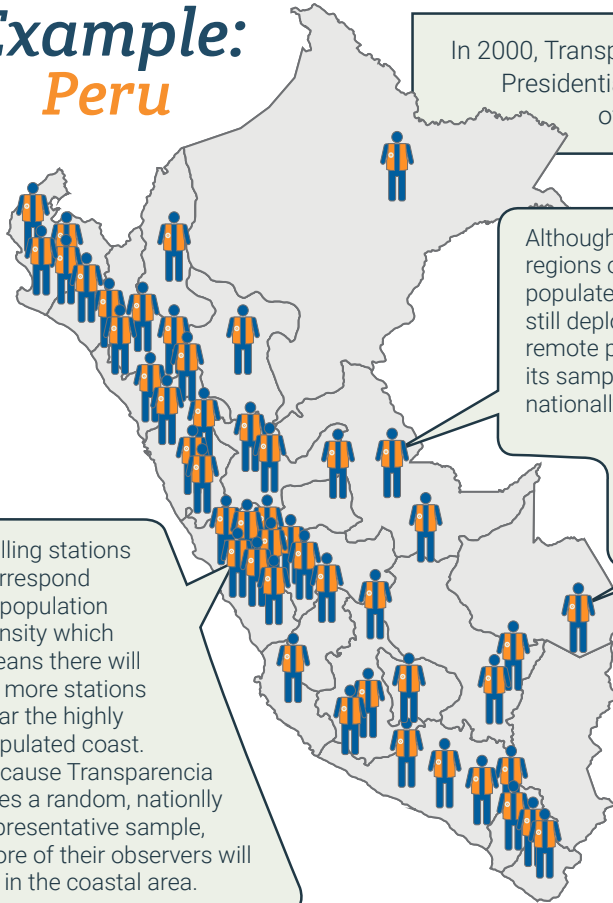 Example:
Peru
In 2000, Transp
Presidentia
o
Although
regions o
populate
still deplo
remote p
its samp
nationall
lling stations
rrespond
population
nsity which
eans there will
more stations
ar the highly
pulated coast.
cause Transparencia
es a random, nationlly
presentative sample,
ore of their observers will
in the coastal area.